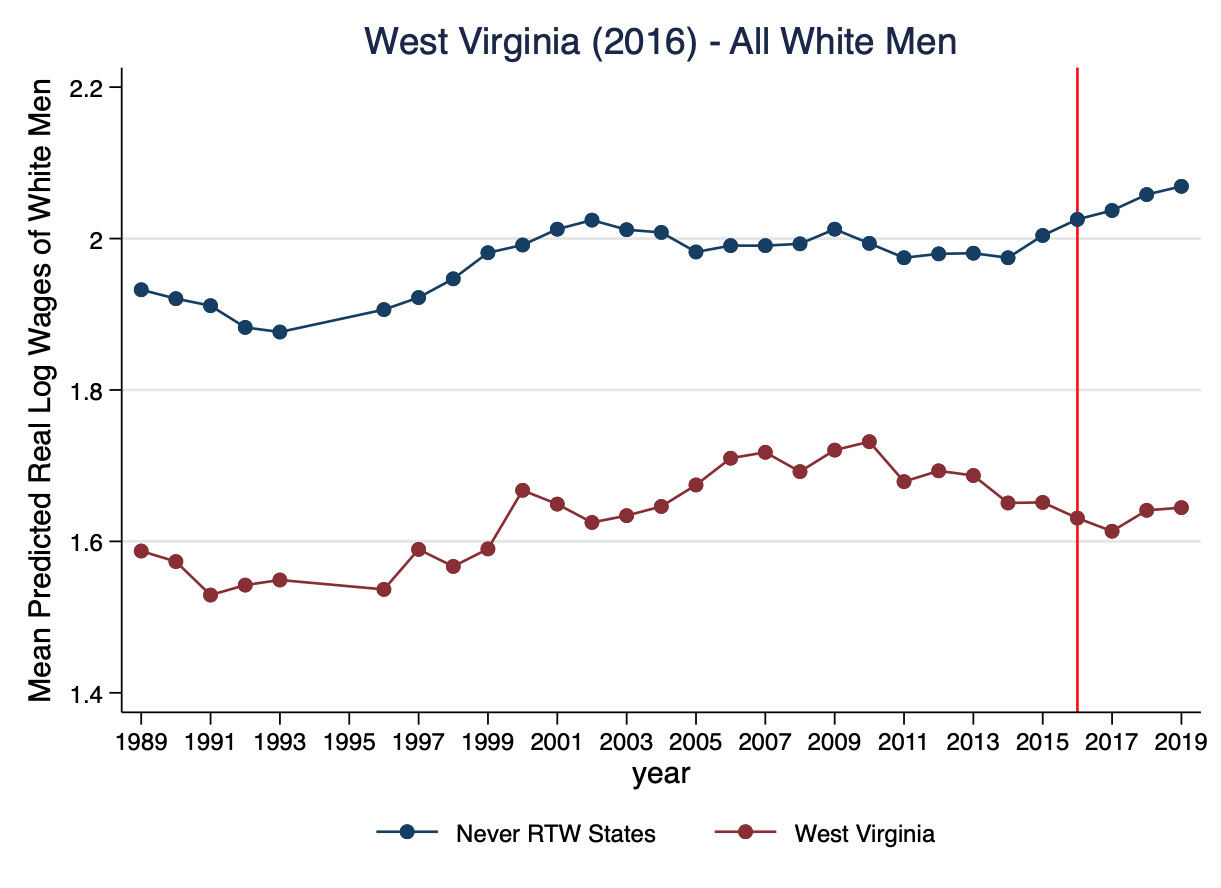 West Virginia (2016) - All White Men
Mean Predicted Real Log Wages of White Men
2.2
2
1.8
1.6
1.4
1989 1991 1993 1995 1997 1999 2001 2003 2005 2007 2009 2011 2013 2015 2017 2019
year
Never RTW States West Virginia